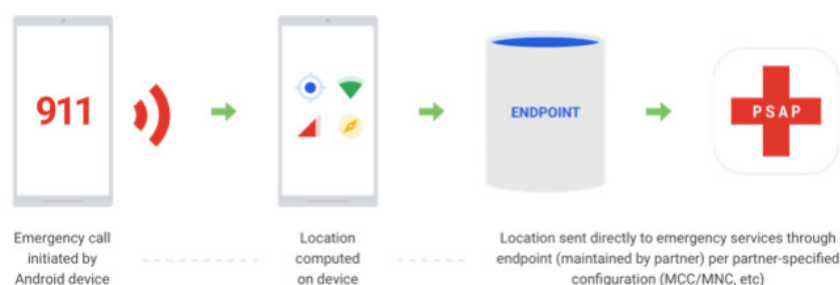 911
ENDPOINT
PSAP
Emergency call
initiated by
Android device
Location
computed
on device
Location sent directly to emergency services through
endpoint (maintained by partner) per partner-specified
configuration (MCC/MNC, etc)